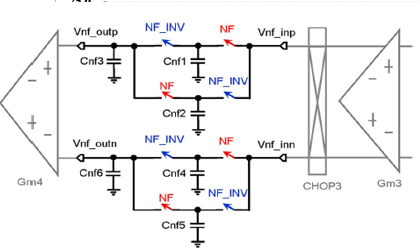 Vnf_outp NF_INV NF Vnf_inp
Cnf3 Cnf1
NF NF_INV
Cnf2
Vnf_outn NF_INV NF Vnf_inn
Gm4 Cnf6 Cnf4 CHOP3 Gm3
NF NF_INV
Cnf5